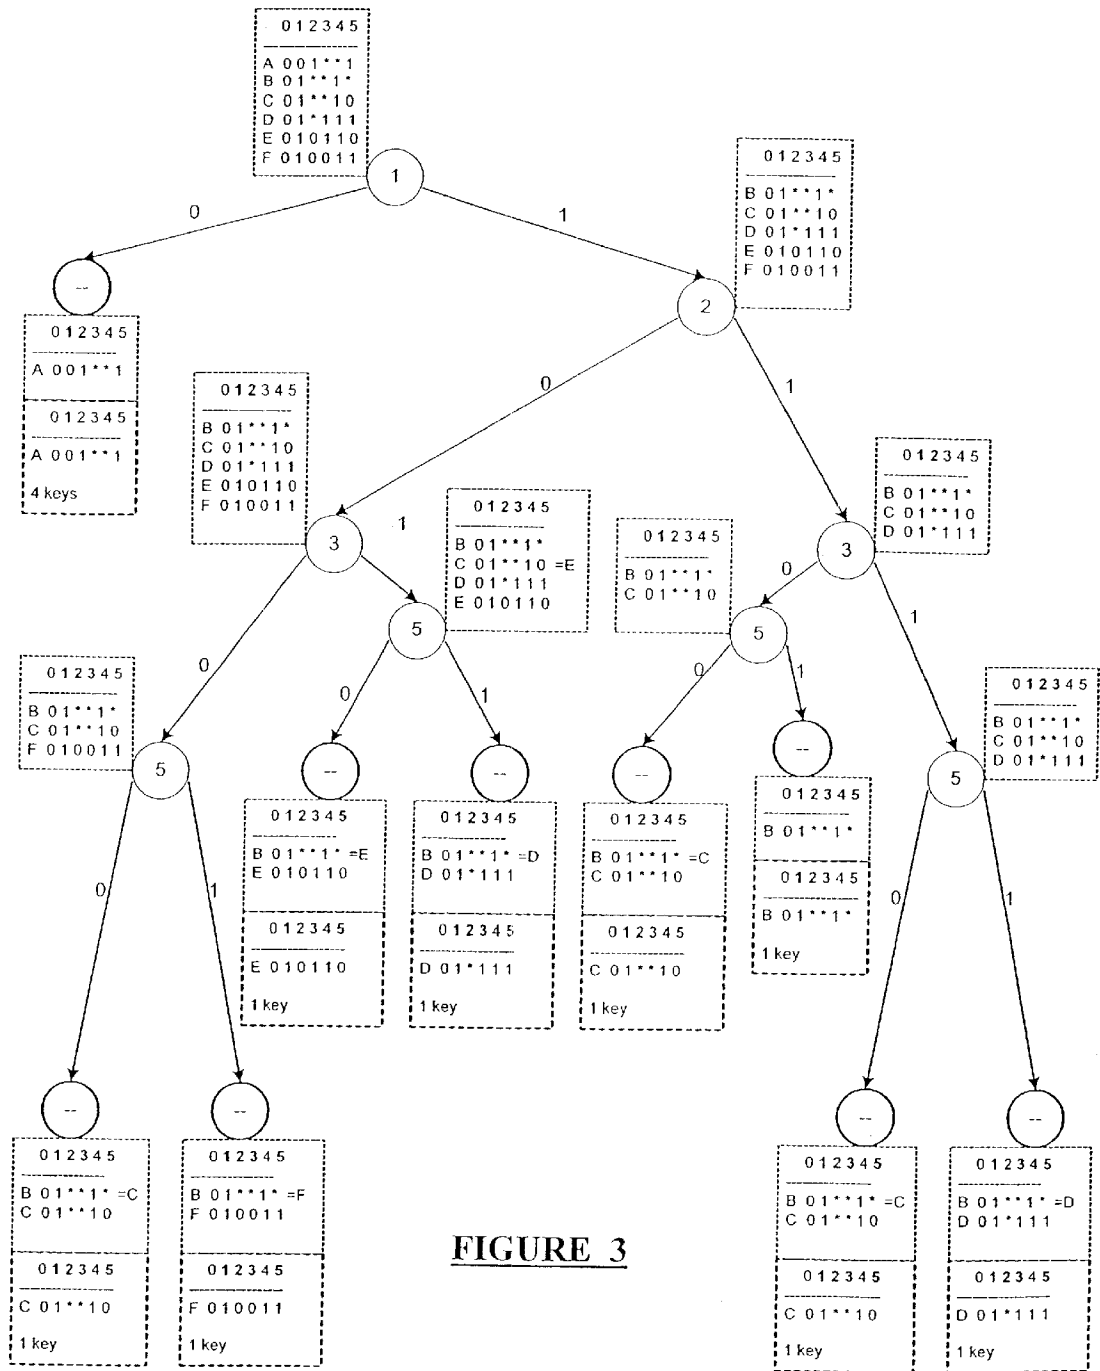 0 1 2 3 4 5
A 0 0 1 * * 1
B 0 1 * * 1 *
C 0 1 * * 1 0
D 0 1 * 1 1 1
E 0 1 0 1 1 0
F 0 1 0 0 1 1
1
0
1
0 1 2 3 4 5
B 0 1 * * 1 *
C 0 1 * * 1 0
D 0 1 * 1 1 1
E 0 1 0 1 1 0
F 0 1 0 0 1 1
--
2
0 1 2 3 4 5
A 0 0 1 * * 1
0 1 2 3 4 5
A 0 0 1 * * 1
4 keys
0
1
0 1 2 3 4 5
B 0 1 * * 1 *
C 0 1 * * 1 0
D 0 1 * 1 1 1
E 0 1 0 1 1 0
F 0 1 0 0 1 1
3
1
0 1 2 3 4 5
B 0 1 * * 1 *
C 0 1 * * 1 0 =E
D 0 1 * 1 1 1
E 0 1 0 1 1 0
5
0 1 2 3 4 5
B 0 1 * * 1 *
C 0 1 * * 1 0
0
5
0 1 2 3 4 5
B 0 1 * * 1 *
C 0 1 * * 1 0
D 0 1 * 1 1 1
3
1
0
0 1 2 3 4 5
B 0 1 * * 1 *
C 0 1 * * 1 0
F 0 1 0 0 1 1
5
0
1
0
1
0 1 2 3 4 5
B 0 1 * * 1 *
C 0 1 * * 1 0
D 0 1 * 1 1 1
5
--
0 1 2 3 4 5
B 0 1 * * 1 * =E
E 0 1 0 1 1 0
0 1 2 3 4 5
E 0 1 0 1 1 0
1 key
--
0 1 2 3 4 5
B 0 1 * * 1 * =D
D 0 1 * 1 1 1
0 1 2 3 4 5
D 0 1 * 1 1 1
1 key
--
0 1 2 3 4 5
B 0 1 * * 1 * =C
C 0 1 * * 1 0
0 1 2 3 4 5
C 0 1 * * 1 0
1 key
--
0 1 2 3 4 5
B 0 1 * * 1 *
0 1 2 3 4 5
B 0 1 * * 1 *
1 key
0
1
0
1
--
0 1 2 3 4 5
B 0 1 * * 1 * =C
C 0 1 * * 1 0
0 1 2 3 4 5
C 0 1 * * 1 0
1 key
--
0 1 2 3 4 5
B 0 1 * * 1 * =F
F 0 1 0 0 1 1
0 1 2 3 4 5
F 0 1 0 0 1 1
1 key
--
0 1 2 3 4 5
B 0 1 * * 1 * =C
C 0 1 * * 1 0
0 1 2 3 4 5
C 0 1 * * 1 0
1 key
--
0 1 2 3 4 5
B 0 1 * * 1 * =D
D 0 1 * 1 1 1
0 1 2 3 4 5
D 0 1 * 1 1 1
1 key
FIGURE 3